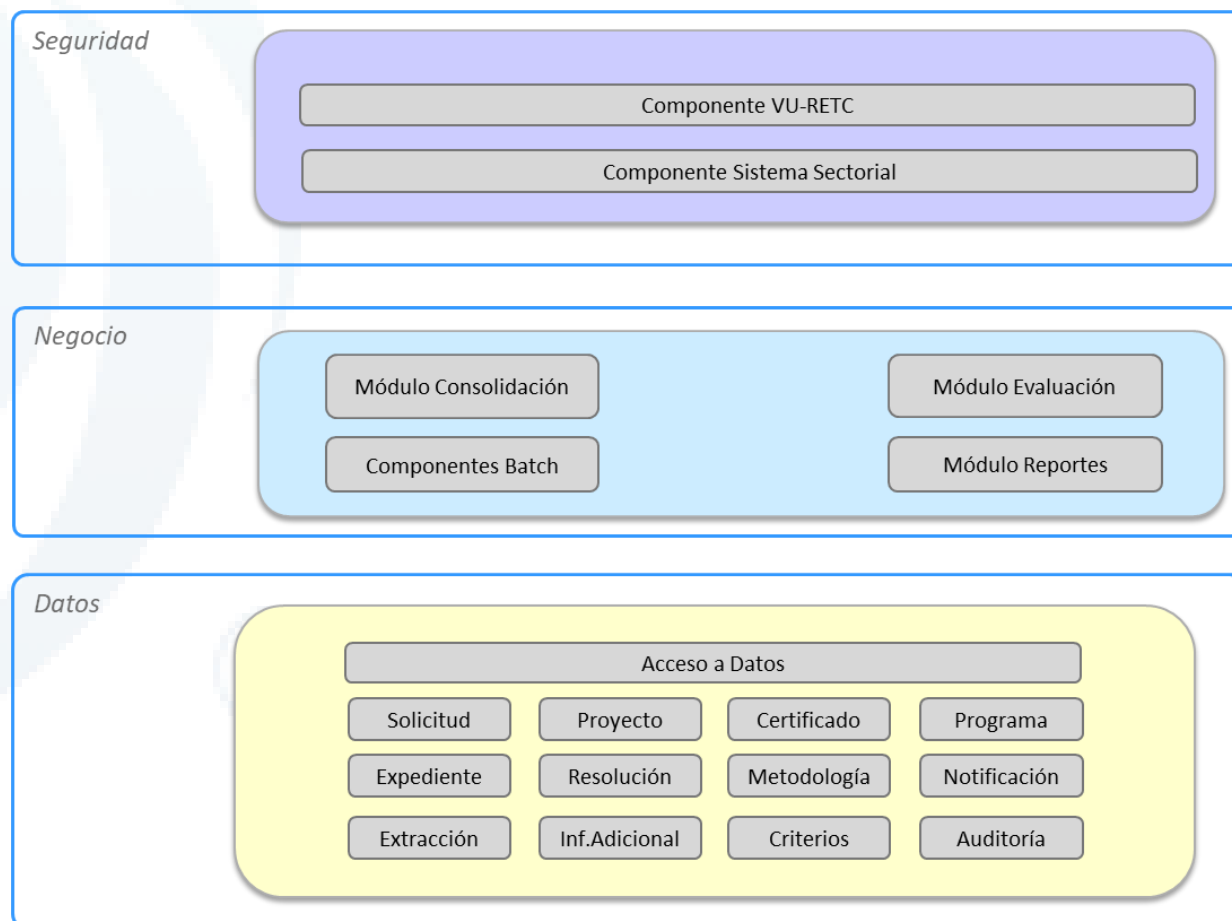 Seguridad
Componente VU-RETC
Componente Sistema Sectorial
Negocio
Módulo Consolidación
Módulo Evaluación
Componentes Batch
Módulo Reportes
Datos
Acceso a Datos
Solicitud
Proyecto
Certificado
Programa
Expediente
Resolución
Metodología
Notificación
Extracción
Inf.Adicional
Criterios
Auditoría